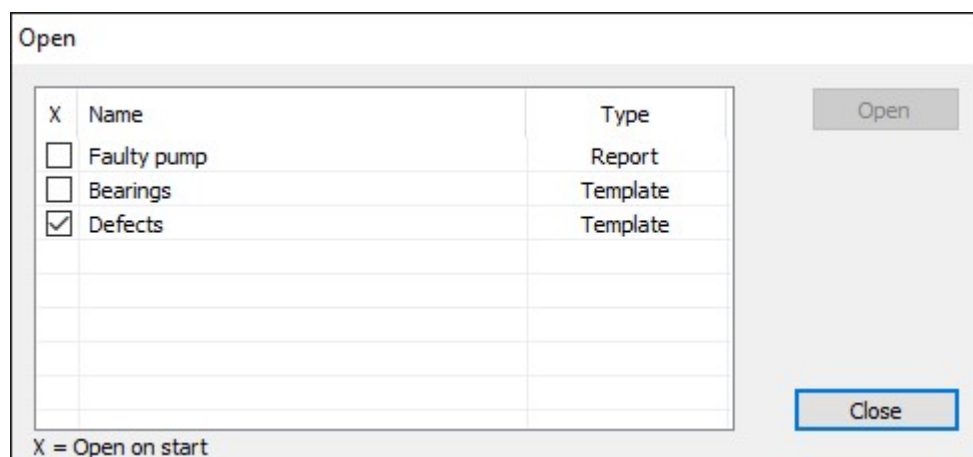 Open
X Name Type Open
Faulty pump Report
Bearings Template
Defects Template
Close
X = Open on start